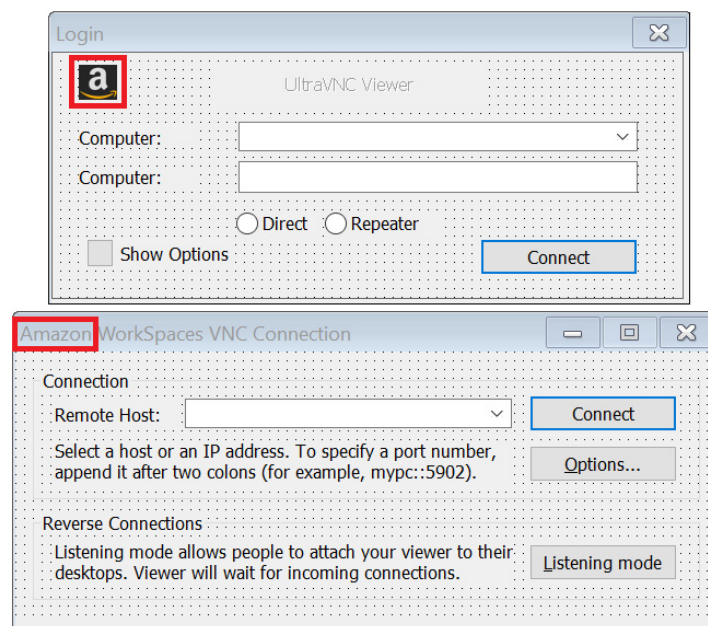 Login
a
UltraVNC Viewer
Computer:
Computer:
Direct Repeater
Show Options Connect
Amazon WorkSpaces VNC Connection
Connection
Remote Host: Connect
Select a host or an IP address. To specify a port number,
append it after two colons (for example, mypc::5902).
Options...
Reverse Connections
Listening mode allows people to attach your viewer to their
desktops. Viewer will wait for incoming connections.
Listening mode